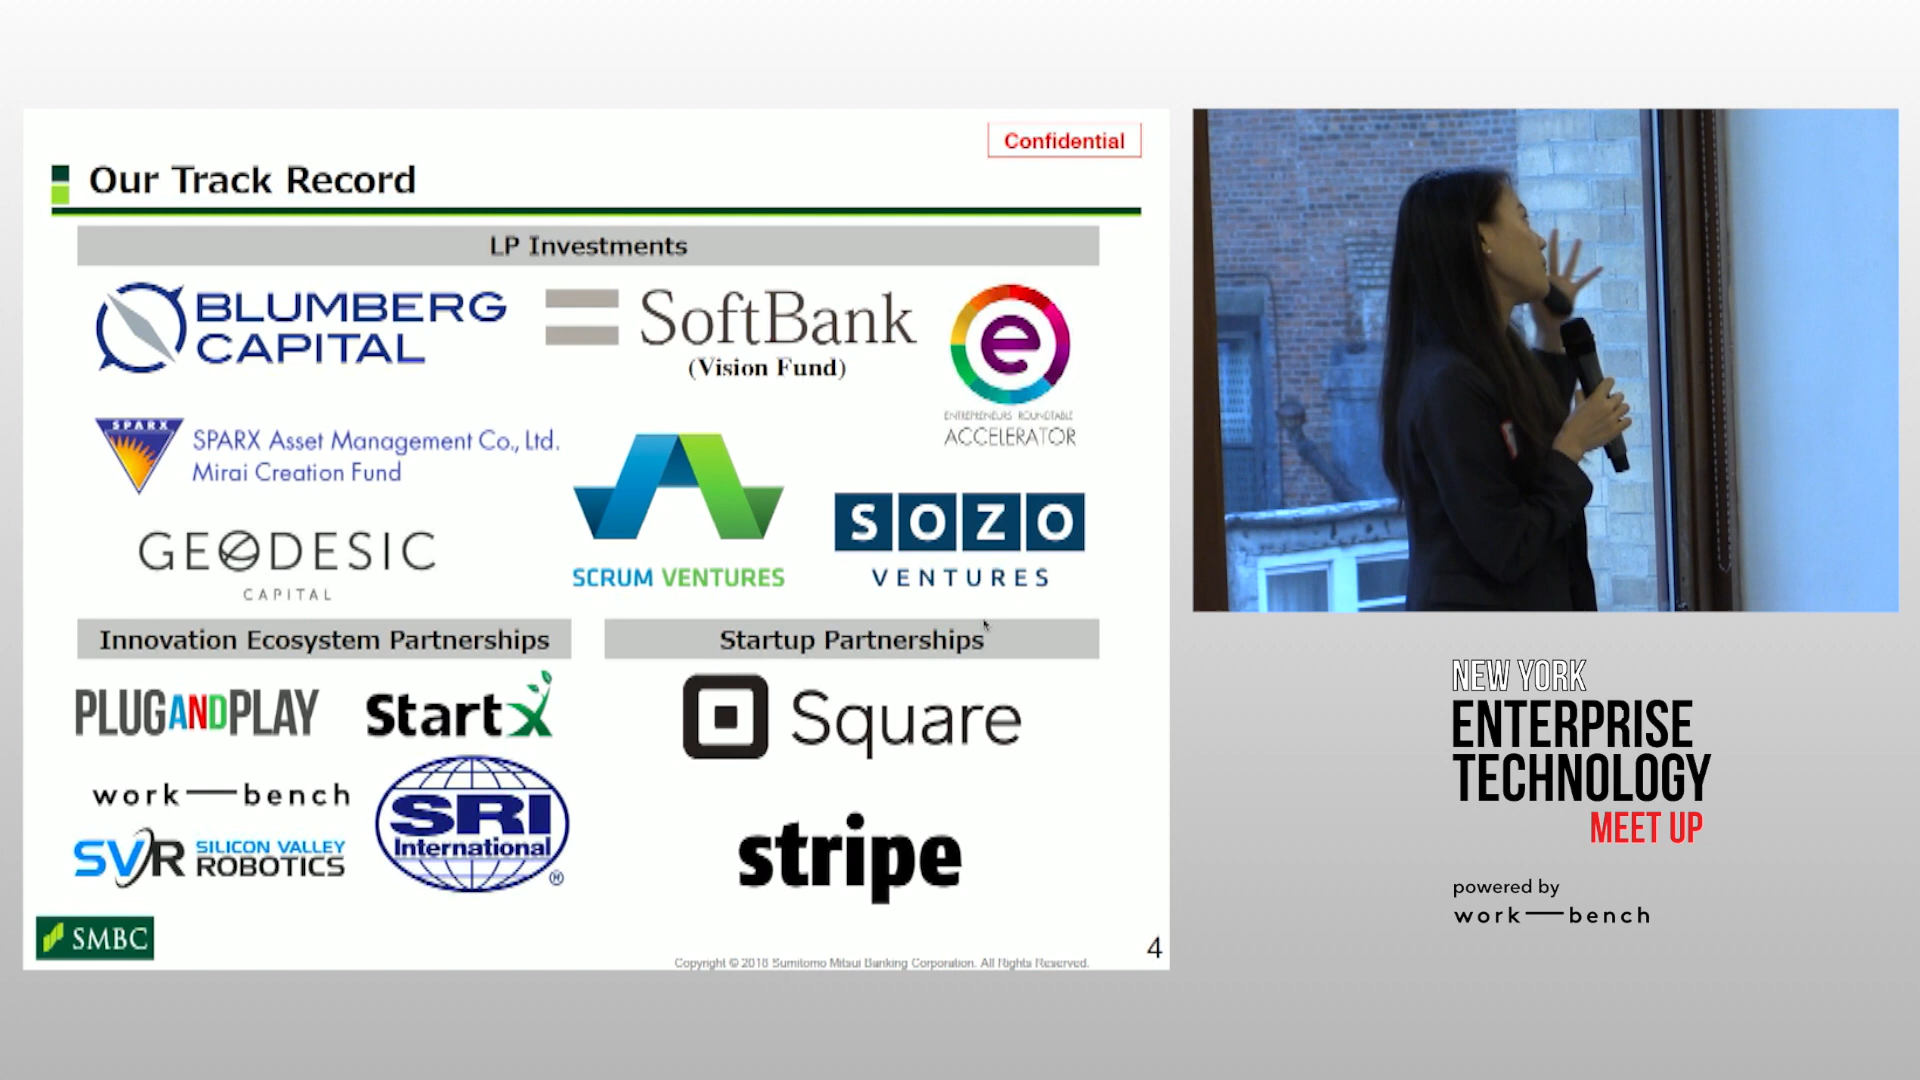 Confidential
Our Track Record
LP Investments
BLUMBERG
CAPITAL
SoftBank
(Vision Fund)
e
ENTREPRENEURS ROUNDTABLE
ACCELERATOR
SPARX
SPARX Asset Management Co., Ltd.
Mirai Creation Fund
GEODESIC
CAPITAL
SCRUM VENTURES
SOZO
VENTURES
Innovation Ecosystem Partnerships
PLUGANDPLAY
StartX
work—bench
SVR SILICON VALLEY
ROBOTICS
SRI
International
®
Startup Partnerships
Square
stripe
SMBC
Copyright © 2018 Sumitomo Mitsui Banking Corporation. All Rights Reserved.
4
NEW YORK
ENTERPRISE
TECHNOLOGY
MEET UP
powered by
work—bench